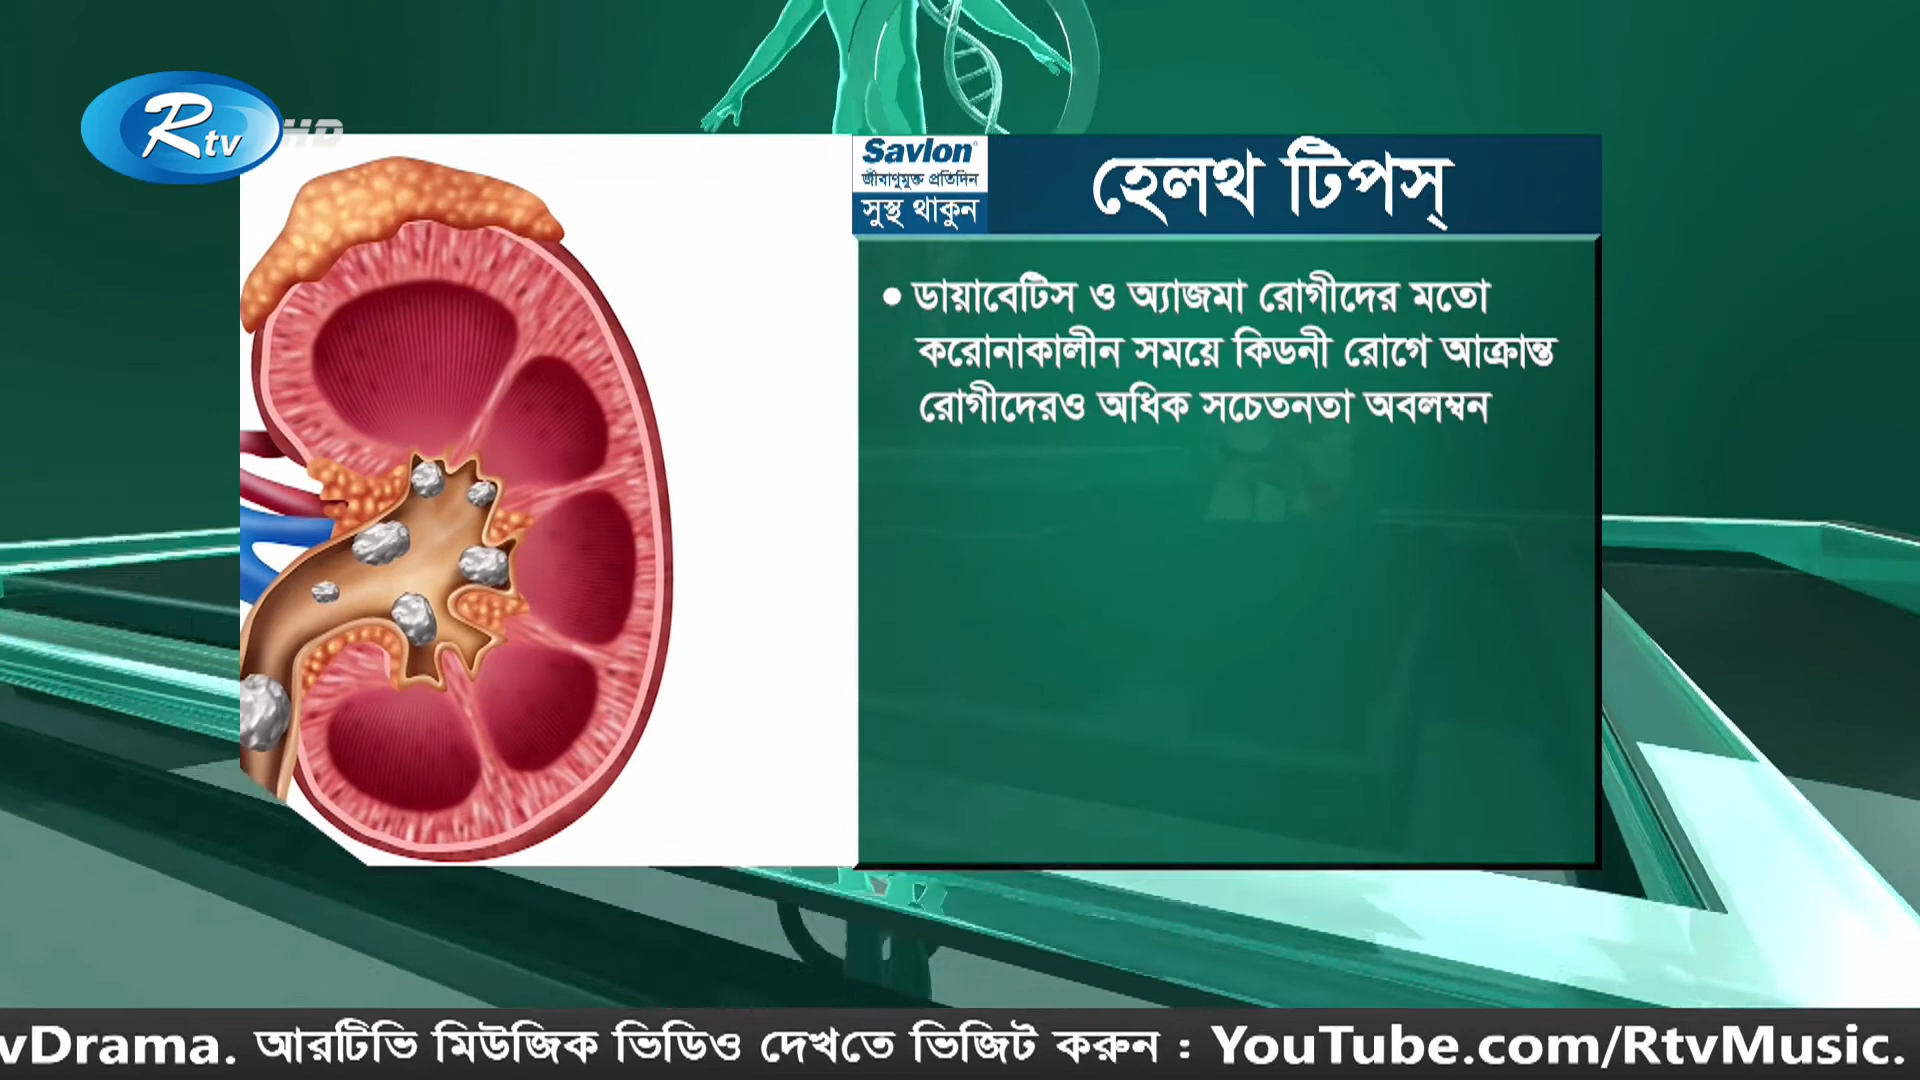 Rtv HD
Savlon
জীবাণুমুক্ত প্রতিদিন
সুস্থ থাকুন
হেলথ টিপস্
• ডায়াবেটিস ও অ্যাজমা রোগীদের মতো
করোনাকালীন সময়ে কিডনী রোগে আক্রান্ত
রোগীদেরও অধিক সচেতনতা অবলম্বন
vDrama. আরটিভি মিউজিক ভিডিও দেখতে ভিজিট করুন : YouTube.com/RtvMusic.